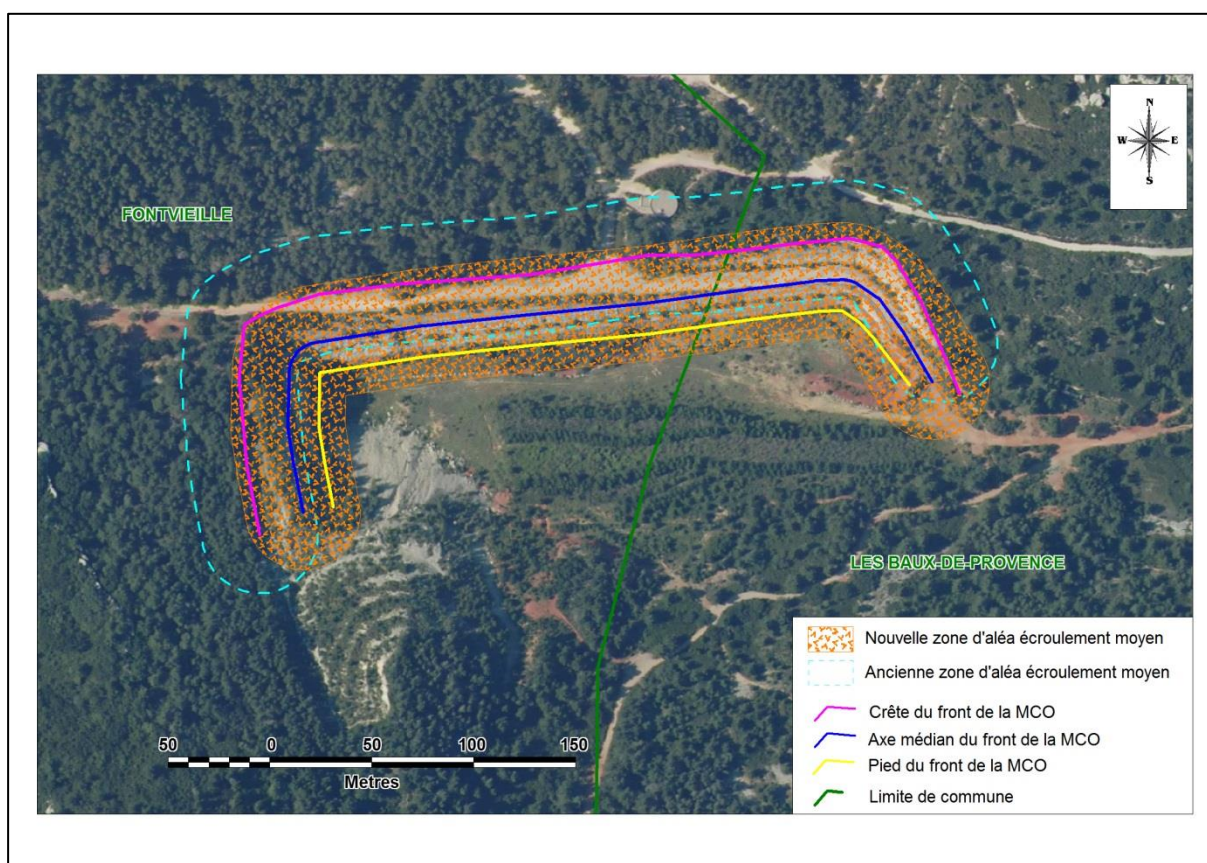 N
W E
S
FONTVIEILLE
LES BAUX-DE-PROVENCE
50 0 50 100 150
Metres
Nouvelle zone d'aléa écroulement moyen
Ancienne zone d'aléa écroulement moyen
Crête du front de la MCO
Axe médian du front de la MCO
Pied du front de la MCO
Limite de commune